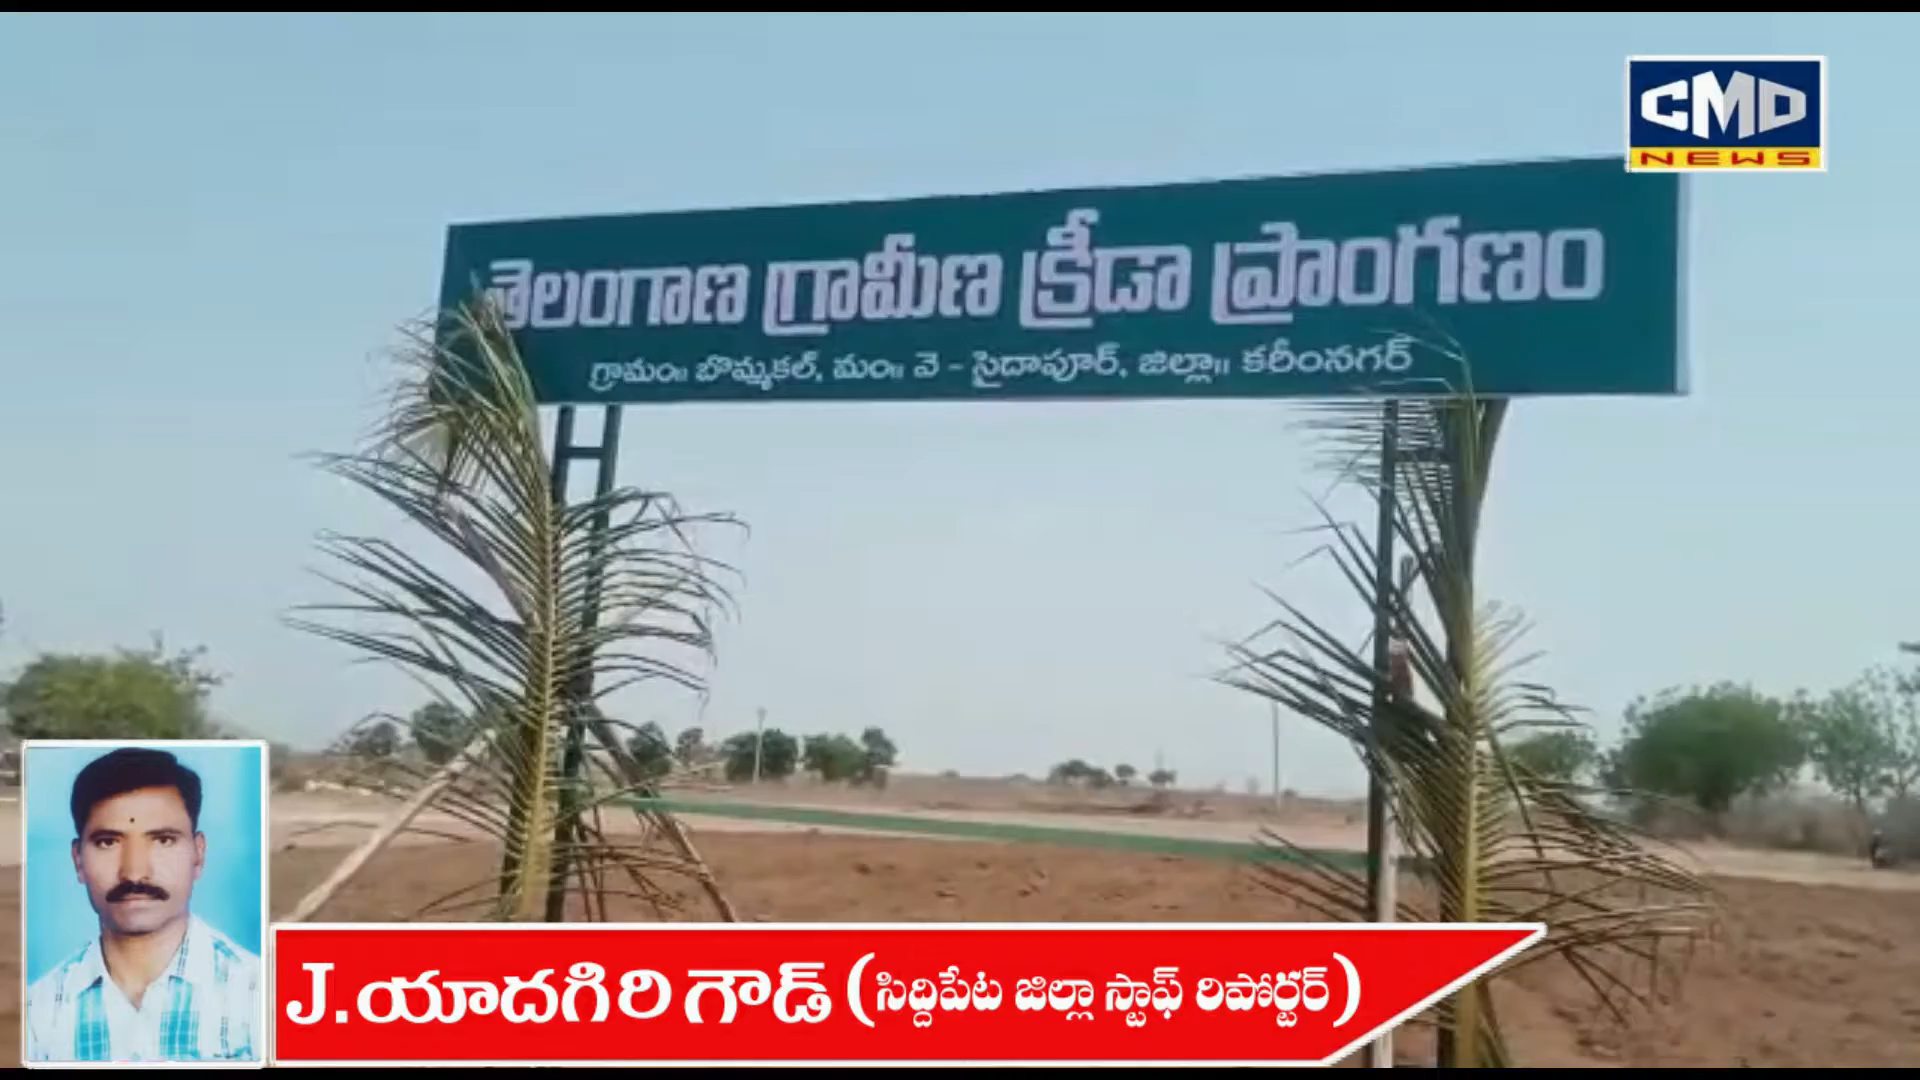 CMD
NEWS
తెలంగాణ గ్రామీణ క్రీడా ప్రాంగణం
గ్రామం॥ బొమ్మకల్, మం॥ వె - సైదాపూర్, జిల్లా॥ కరీంనగర్
J.యాదగిరి గౌడ్ (సిద్దిపేట జిల్లా స్టాఫ్ రిపోర్టర్)